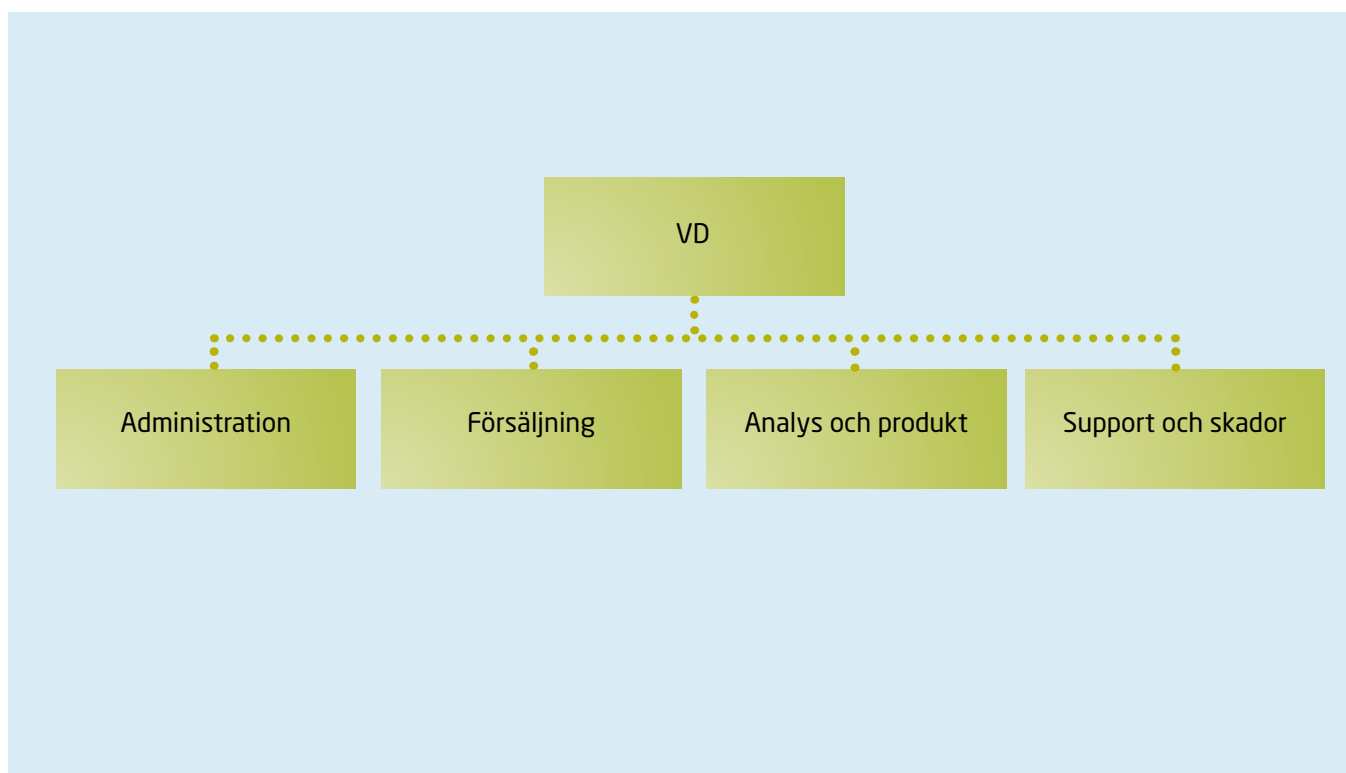 VD
Administration
Försäljning
Analys och produkt
Support och skador